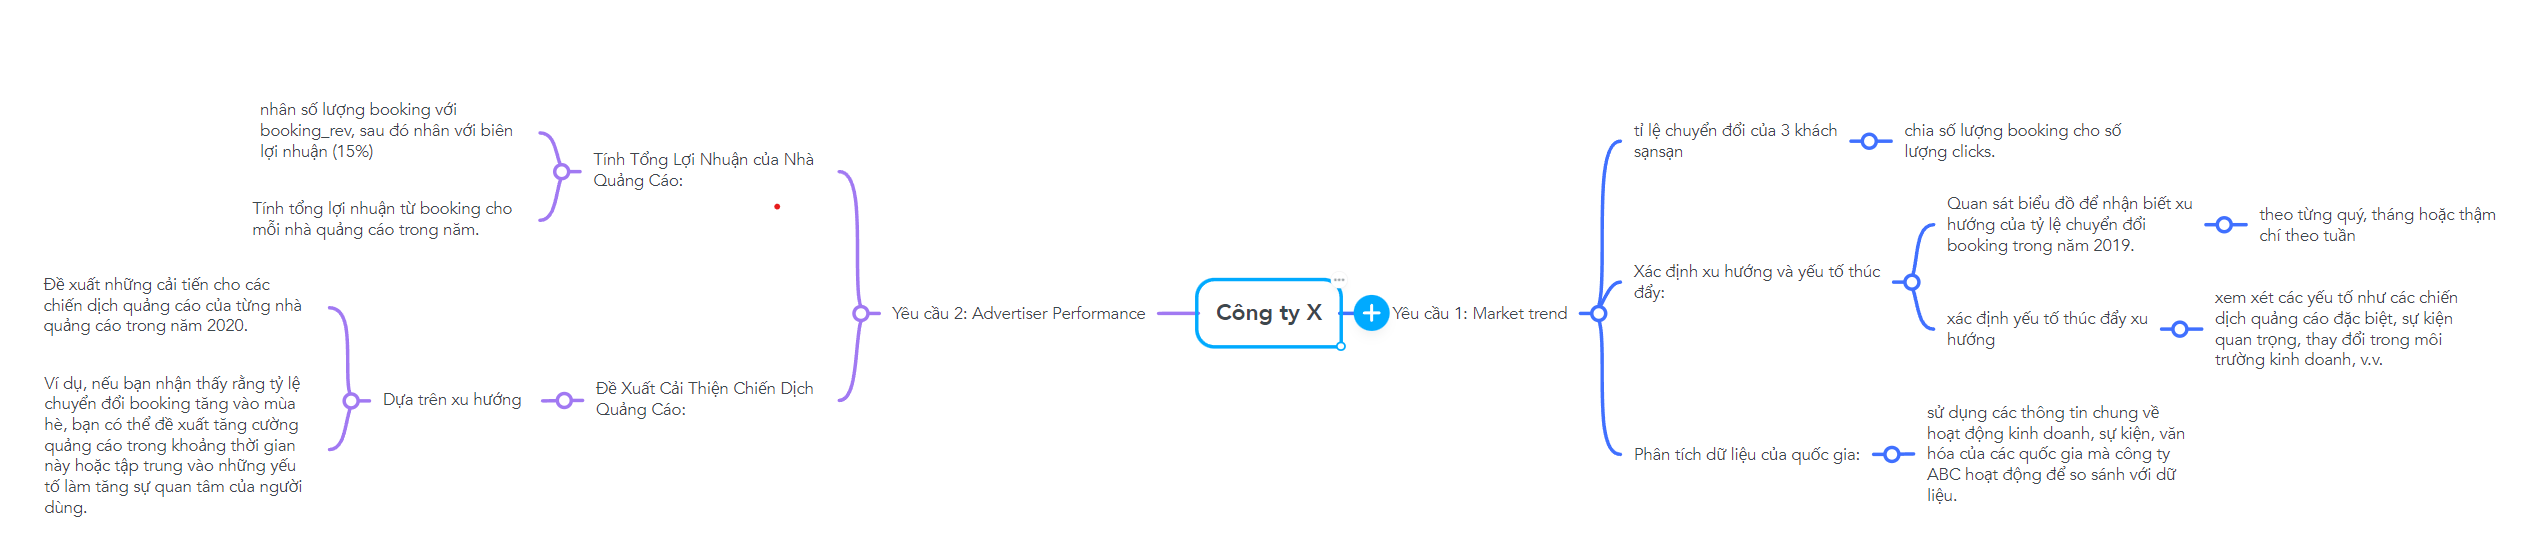 nhân số lượng booking với
booking_rev, sau đó nhân với biên
lợi nhuận (15%)
Tính Tổng Lợi Nhuận của Nhà
Quảng Cáo:
Tính tổng lợi nhuận từ booking cho
mỗi nhà quảng cáo trong năm.
Đề xuất những cải tiến cho các
chiến dịch quảng cáo của từng nhà
quảng cáo trong năm 2020.
Ví dụ, nếu bạn nhận thấy rằng tỷ lệ
chuyển đổi booking tăng vào mùa
hè, bạn có thể đề xuất tăng cường
quảng cáo trong khoảng thời gian
này hoặc tập trung vào những yếu
tố làm tăng sự quan tâm của người
dùng.
Dựa trên xu hướng
Đề Xuất Cải Thiện Chiến Dịch
Quảng Cáo:
Yêu cầu 2: Advertiser Performance
Công ty X
Yêu cầu 1: Market trend
tỉ lệ chuyển đổi của 3 khách
sạnsạn
chia số lượng booking cho số
lượng clicks.
Xác định xu hướng và yếu tố thúc
đẩy:
Quan sát biểu đồ để nhận biết xu
hướng của tỷ lệ chuyển đổi
booking trong năm 2019.
theo từng quý, tháng hoặc thậm
chí theo tuần
xác định yếu tố thúc đẩy xu
hướng
xem xét các yếu tố như các chiến
dịch quảng cáo đặc biệt, sự kiện
quan trọng, thay đổi trong môi
trường kinh doanh, v.v.
Phân tích dữ liệu của quốc gia:
sử dụng các thông tin chung về
hoạt động kinh doanh, sự kiện, văn
hóa của các quốc gia mà công ty
ABC hoạt động để so sánh với dữ
liệu.